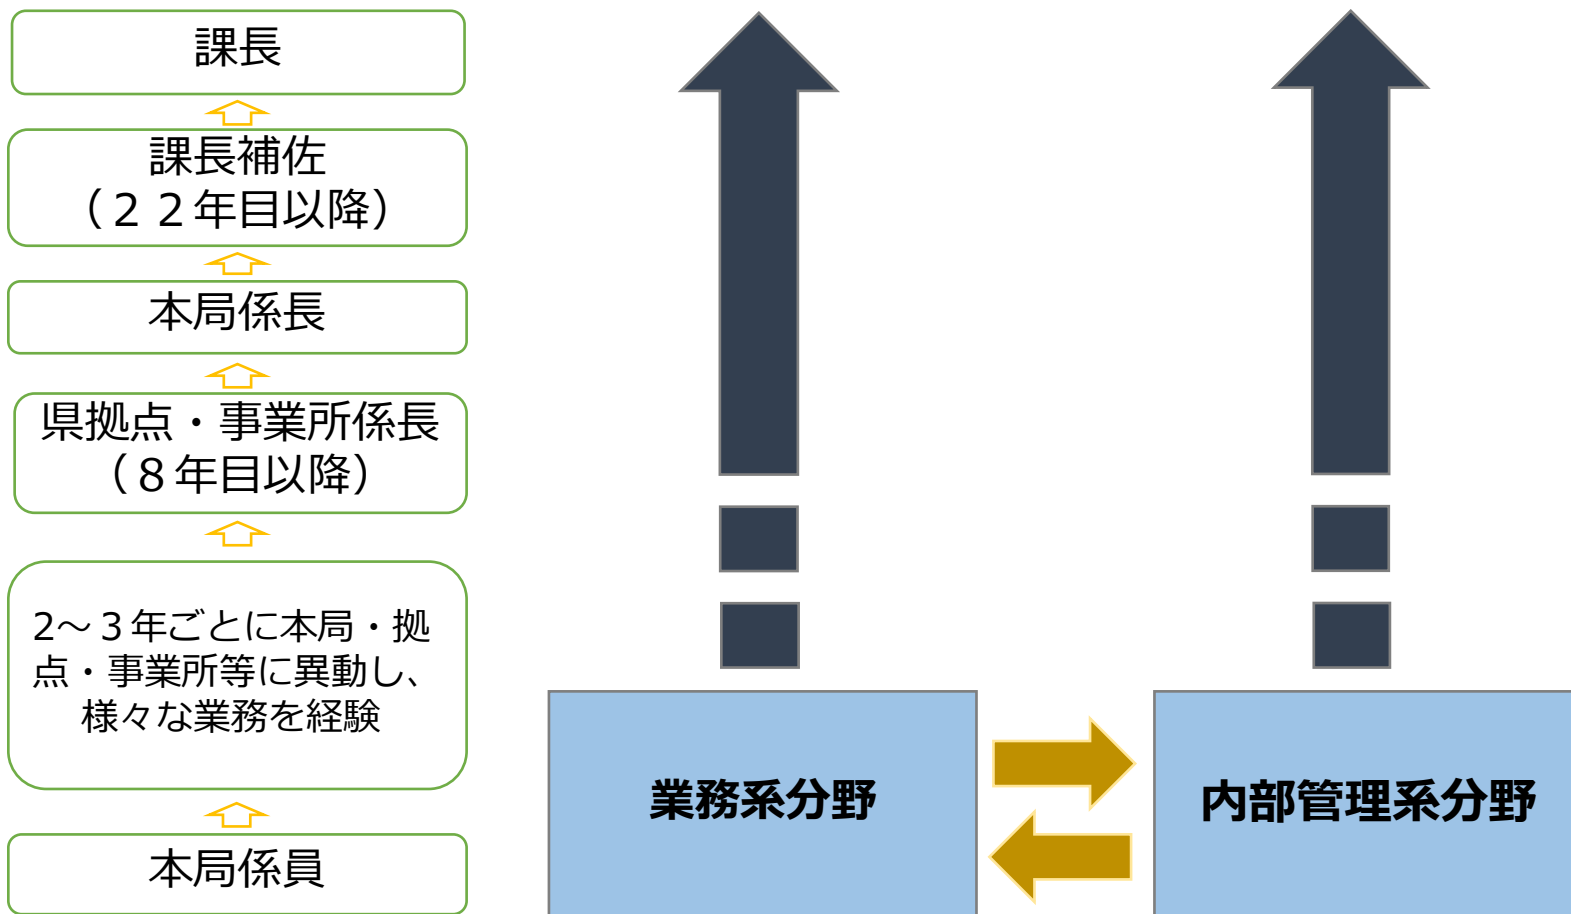 課長
課長補佐
（２２年目以降）
本局係長
県拠点・事業所係長
（８年目以降）
2～３年ごとに本局・拠
点・事業所等に異動し、
様々な業務を経験
本局係員
業務系分野
内部管理系分野